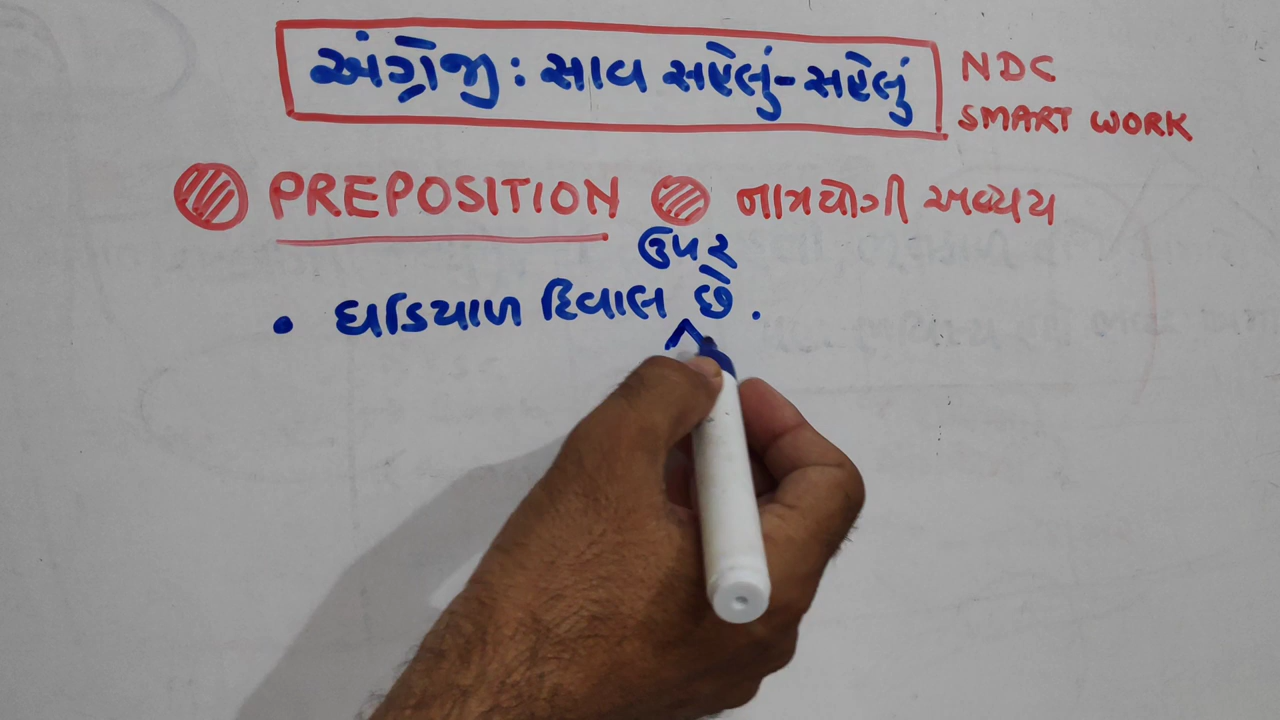 અંગ્રેજી : સાવ સહેલું-સહેલું
NDC
SMART WORK
PREPOSITION નામયોગી અવ્યય
ઉપર
• ઘડિયાળ દિવાલ છે.